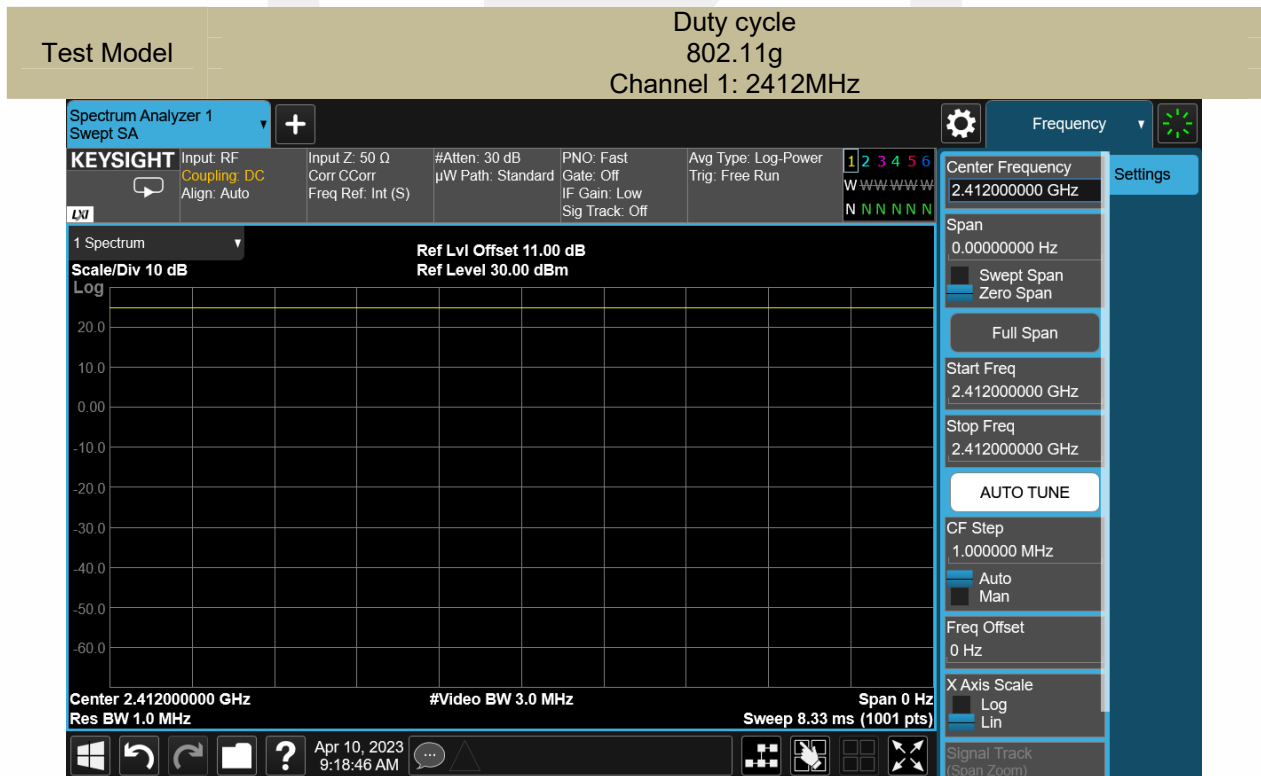 Test Model
Duty cycle
802.11g
Channel 1: 2412MHz
Spectrum Analyzer 1
Swept SA
Frequency
KEYSIGHT
LXI
Input: RF
Coupling: DC
Align: Auto
Input Z: 50 Ω
Corr CCorr
Freq Ref: Int (S)
#Atten: 30 dB
µW Path: Standard
PNO: Fast
Gate: Off
IF Gain: Low
Sig Track: Off
Avg Type: Log-Power
Trig: Free Run
1 2 3 4 5 6
W W W W W W
N N N N N N
1 Spectrum
Scale/Div 10 dB
Ref Lvl Offset 11.00 dB
Ref Level 30.00 dBm
Log
20.0
10.0
0.00
-10.0
-20.0
-30.0
-40.0
-50.0
-60.0
Center 2.412000000 GHz
Res BW 1.0 MHz
#Video BW 3.0 MHz
Span 0 Hz
Sweep 8.33 ms (1001 pts)
Apr 10, 2023
9:18:46 AM
Center Frequency
2.412000000 GHz
Settings
Span
0.00000000 Hz
Swept Span
Zero Span
Full Span
Start Freq
2.412000000 GHz
Stop Freq
2.412000000 GHz
AUTO TUNE
CF Step
1.000000 MHz
Auto
Man
Freq Offset
0 Hz
X Axis Scale
Log
Lin
Signal Track
(Span Zoom)